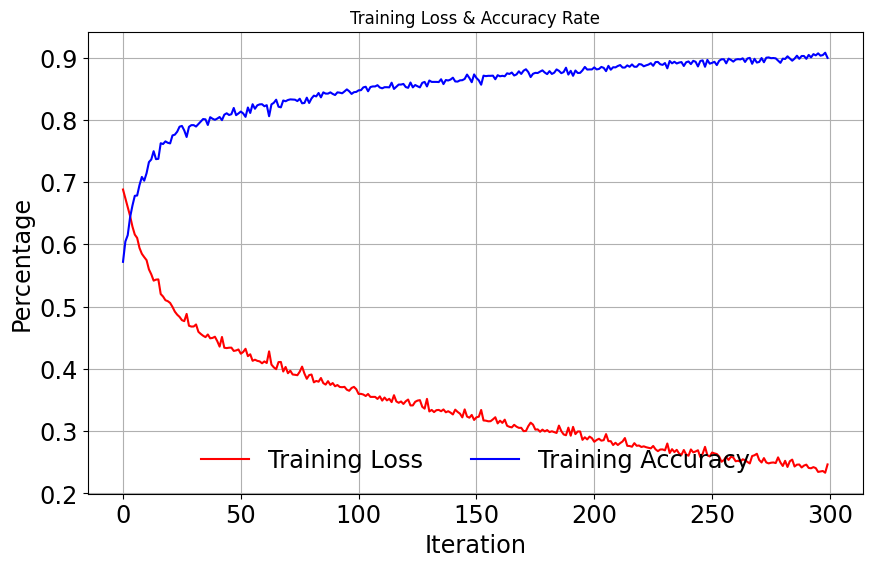 Training Loss & Accuracy Rate
Percentage
0.9
0.8
0.7
0.6
0.5
0.4
0.3
0.2
Training Loss Training Accuracy
0 50 100 150 200 250 300
Iteration